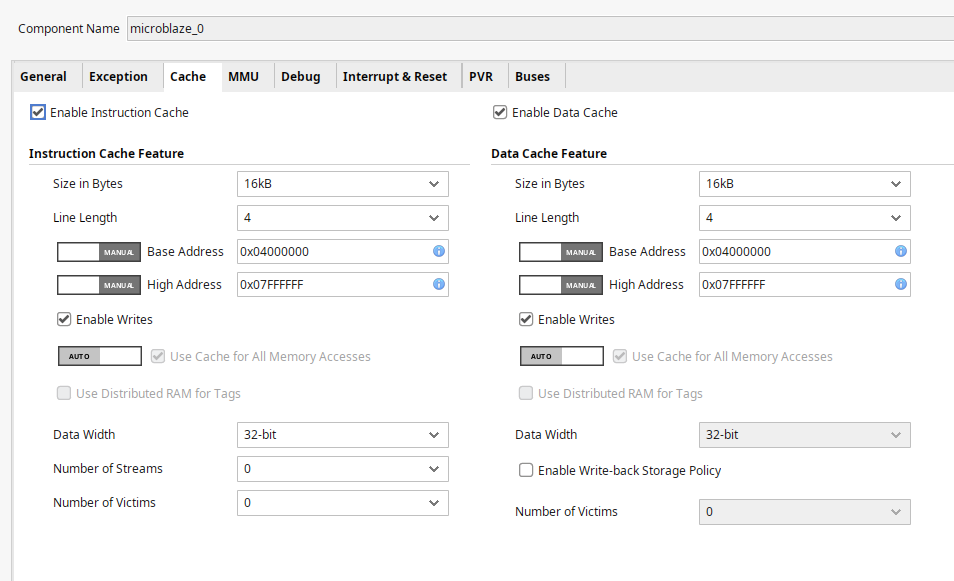 Component Name microblaze_0
General Exception Cache MMU Debug Interrupt & Reset PVR Buses
Enable Instruction Cache
Enable Data Cache
Instruction Cache Feature
Size in Bytes 16kB
Line Length 4
MANUAL Base Address 0x04000000
MANUAL High Address 0x07FFFFFF
Enable Writes
AUTO Use Cache for All Memory Accesses
Use Distributed RAM for Tags
Data Width 32-bit
Number of Streams 0
Number of Victims 0
Data Cache Feature
Size in Bytes 16kB
Line Length 4
MANUAL Base Address 0x04000000
MANUAL High Address 0x07FFFFFF
Enable Writes
AUTO Use Cache for All Memory Accesses
Use Distributed RAM for Tags
Data Width 32-bit
Enable Write-back Storage Policy
Number of Victims 0